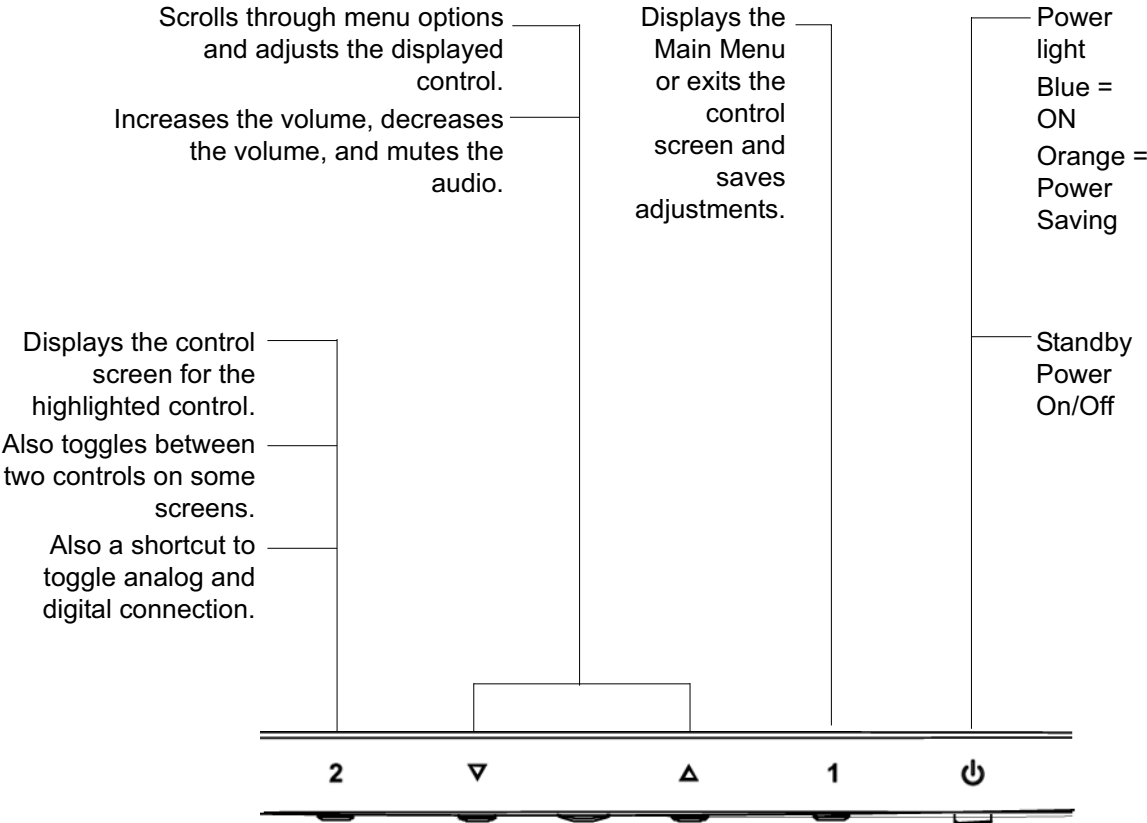 Scrolls through menu options
and adjusts the displayed
control.
Increases the volume, decreases
the volume, and mutes the
audio.
Displays the
Main Menu
or exits the
control
screen and
saves
adjustments.
Power
light
Blue =
ON
Orange =
Power
Saving
Displays the control
screen for the
highlighted control.
Also toggles between
two controls on some
screens.
Also a shortcut to
toggle analog and
digital connection.
Standby
Power
On/Off
2
1